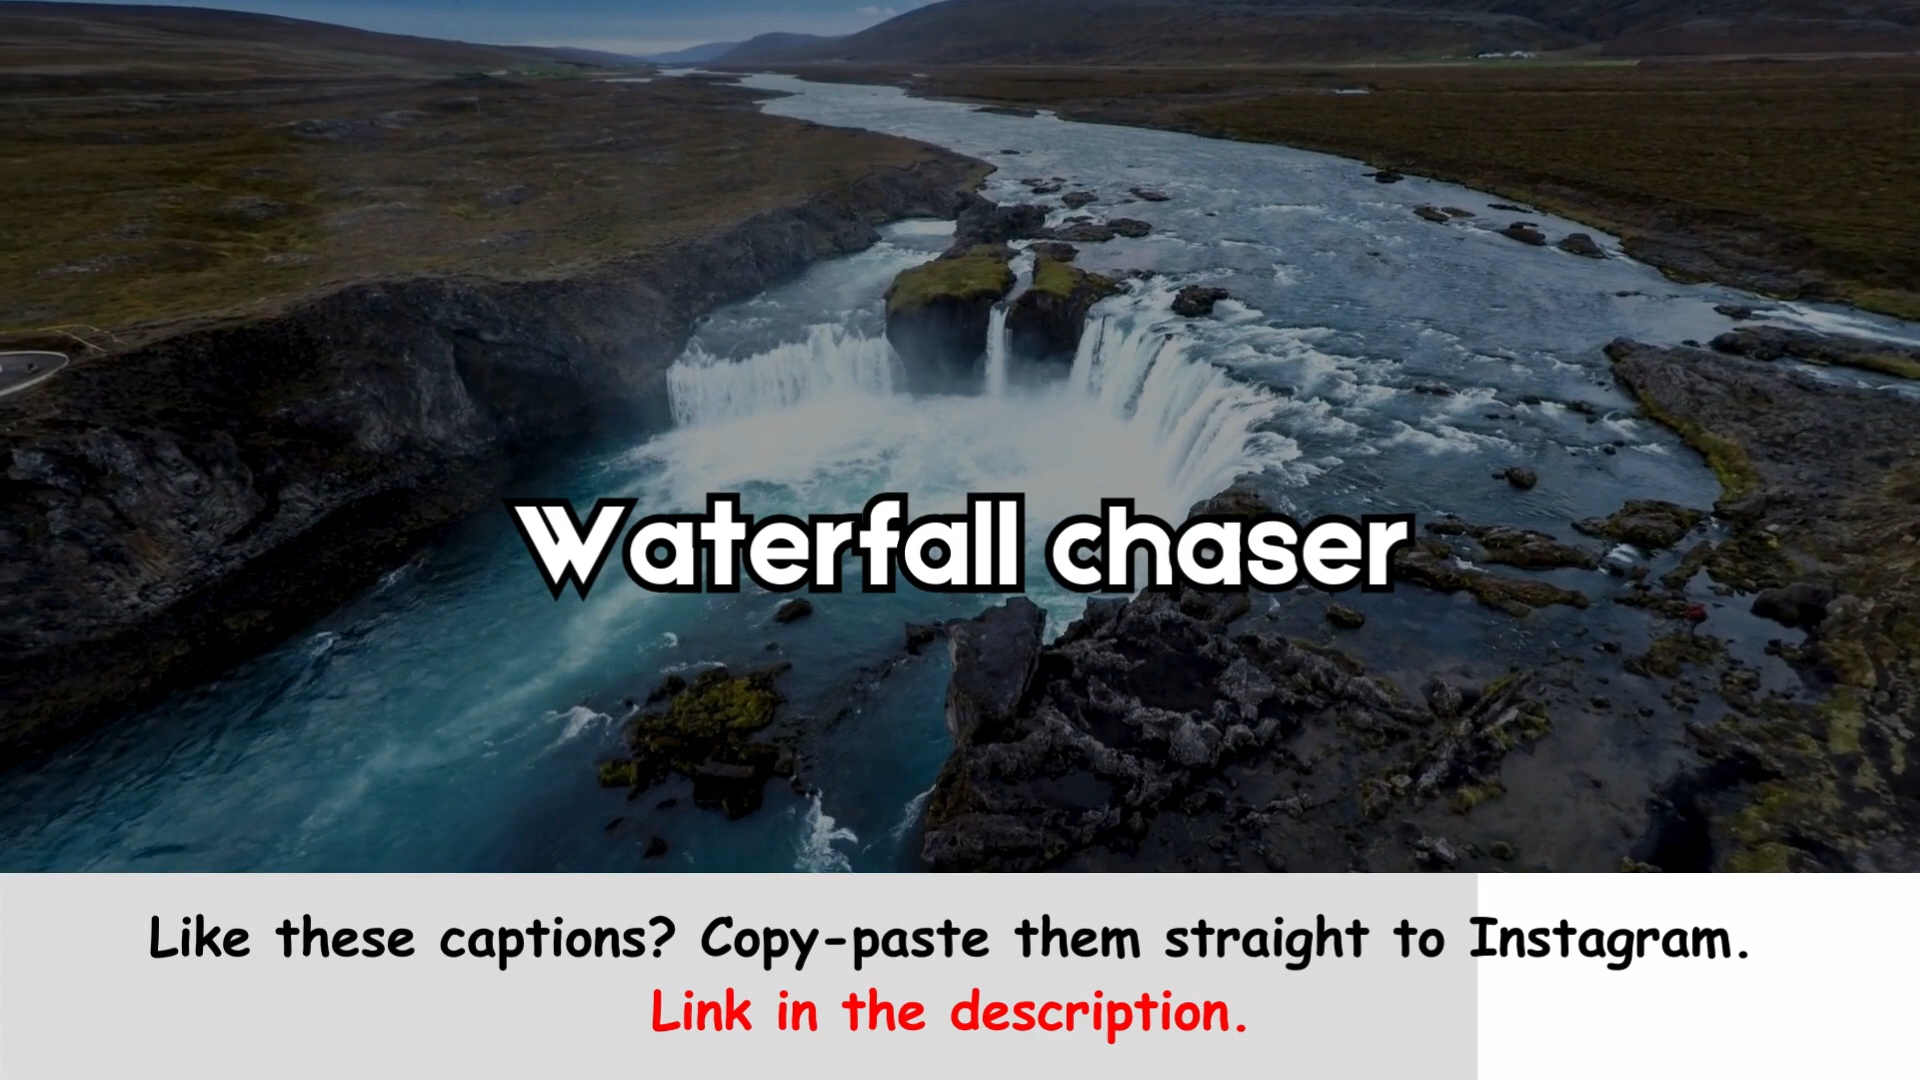 Waterfall chaser
Like these captions? Copy-paste them straight to Instagram.
Link in the description.